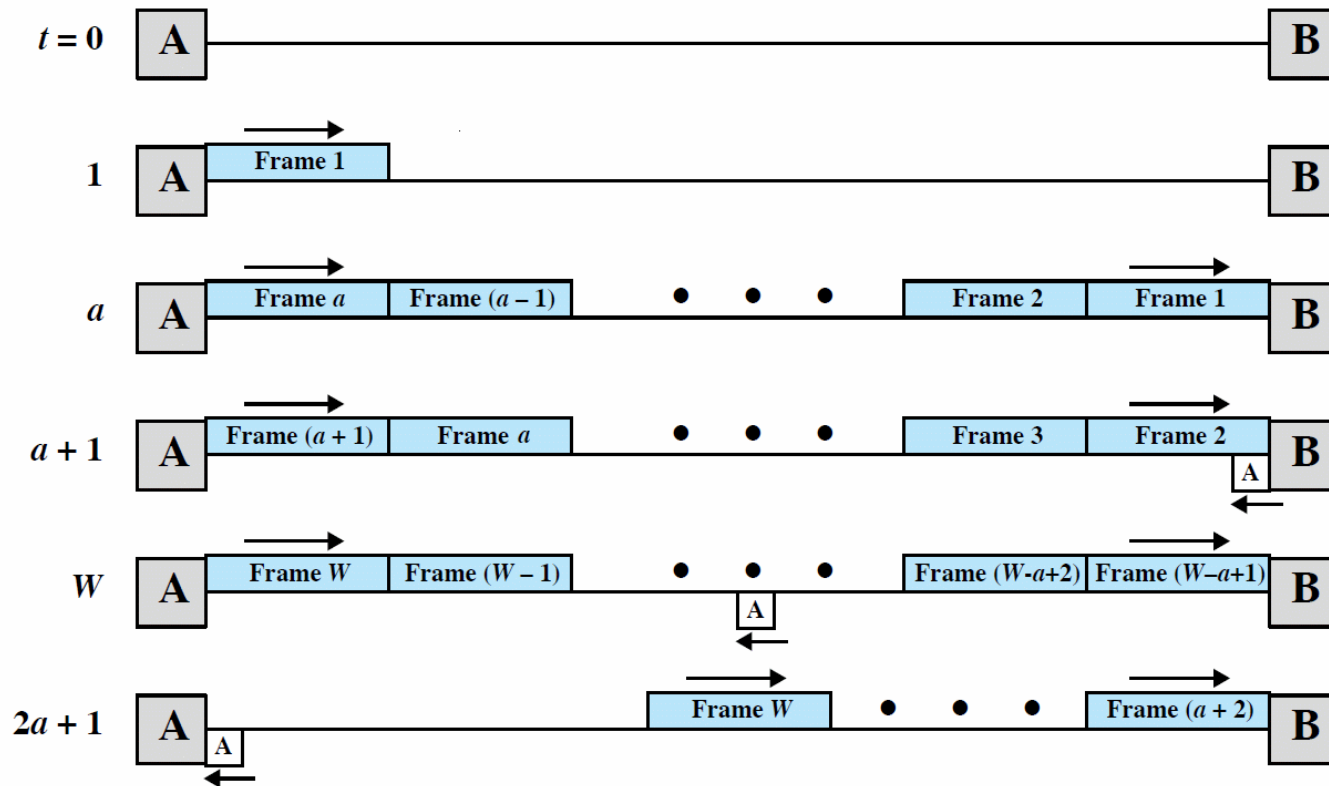 t = 0 A B
1 A Frame 1 B
a A Frame a Frame (a – 1) • • • Frame 2 Frame 1 B
a + 1 A Frame (a + 1) Frame a • • • Frame 3 Frame 2 B
A
W A Frame W Frame (W – 1) • • • Frame (W-a+2) Frame (W–a+1) B
A
2a + 1 A Frame W • • • Frame (a + 2) B
A